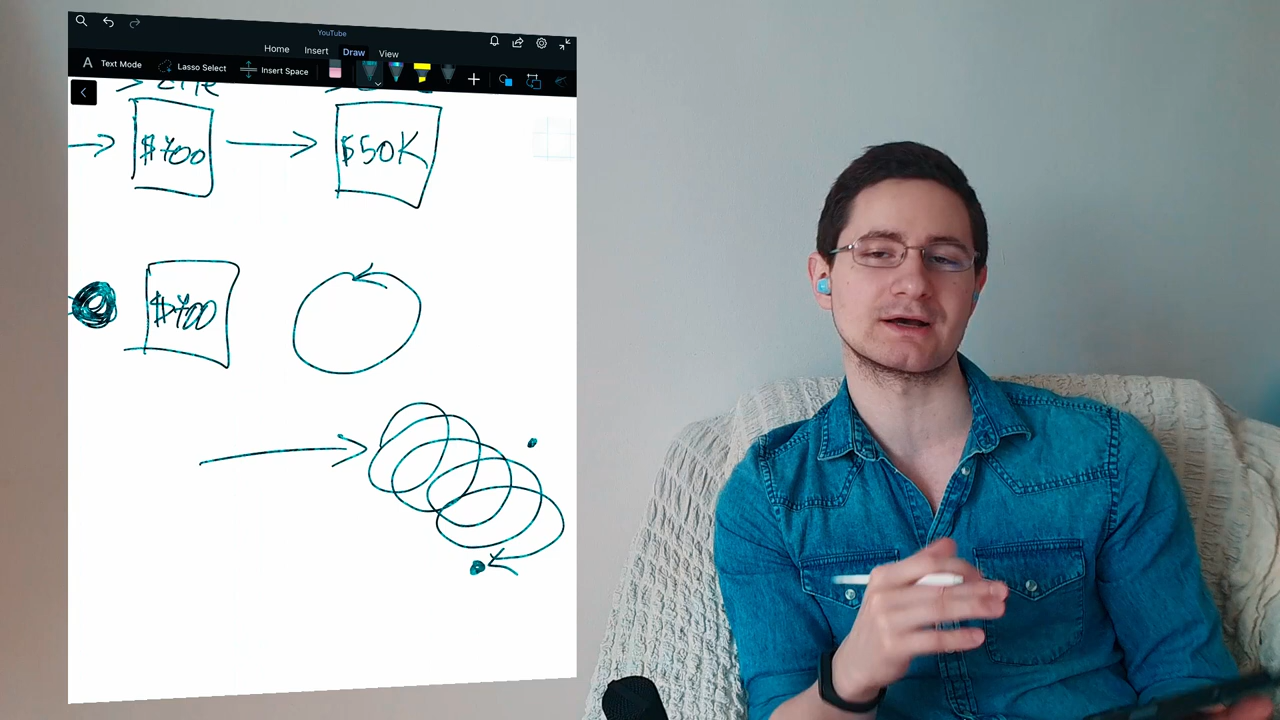 YouTube
Home Insert Draw View
A Text Mode Lasso Select Insert Space
$400 $50K
$400